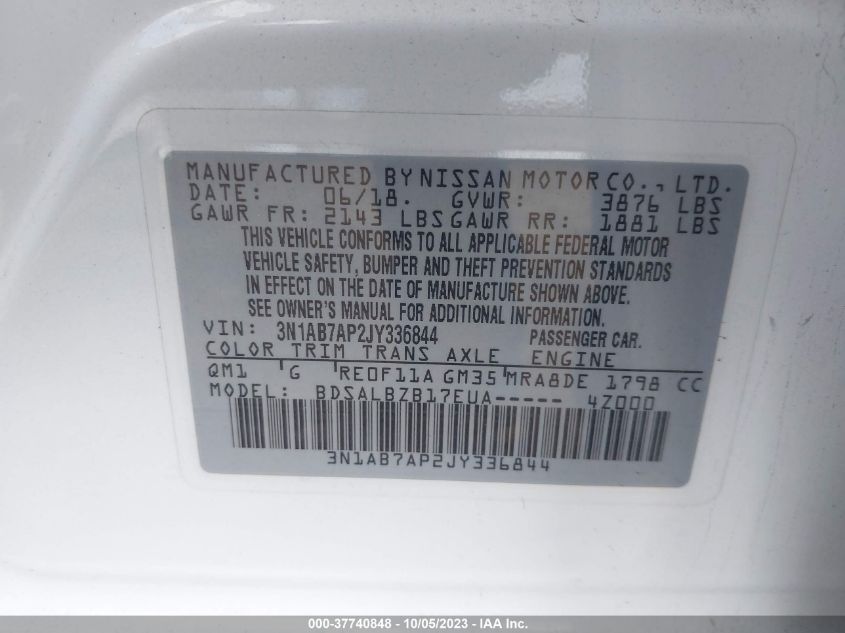 MANUFACTURED BY NISSAN MOTOR CO., LTD.
DATE: 06/18. GVWR: 3876 LBS
GAWR FR: 2143 LBS GAWR RR: 1881 LBS
THIS VEHICLE CONFORMS TO ALL APPLICABLE FEDERAL MOTOR
VEHICLE SAFETY, BUMPER AND THEFT PREVENTION STANDARDS
IN EFFECT ON THE DATE OF MANUFACTURE SHOWN ABOVE.
SEE OWNER'S MANUAL FOR ADDITIONAL INFORMATION.
VIN: 3N1AB7AP2JY336844 PASSENGER CAR.
COLOR TRIM TRANS AXLE ENGINE
QM1 G RE0F11A GM35 MRA8DE 1798 CC
MODEL: BDSALBZB17EUA----- 4Z000
3N1AB7AP2JY336844
000-37740848 - 10/05/2023 - IAA Inc.